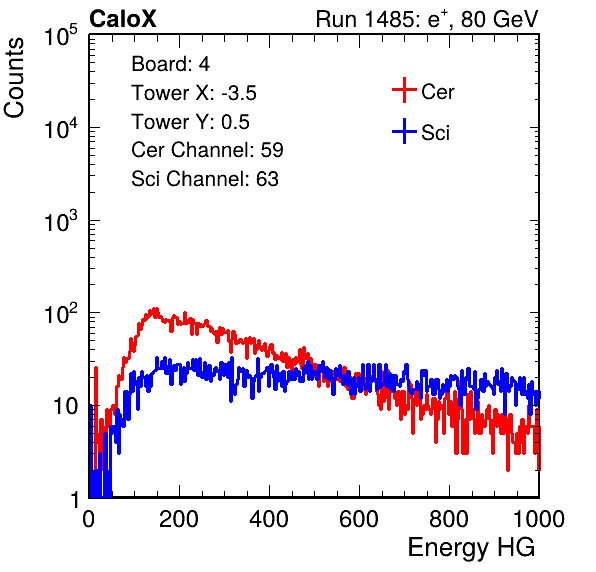 CaloX Run 1485: e⁺, 80 GeV
Counts
10⁵
10⁴
10³
10²
10
1
Board: 4
Tower X: -3.5
Tower Y: 0.5
Cer Channel: 59
Sci Channel: 63
Cer
Sci
0 200 400 600 800 1000
Energy HG